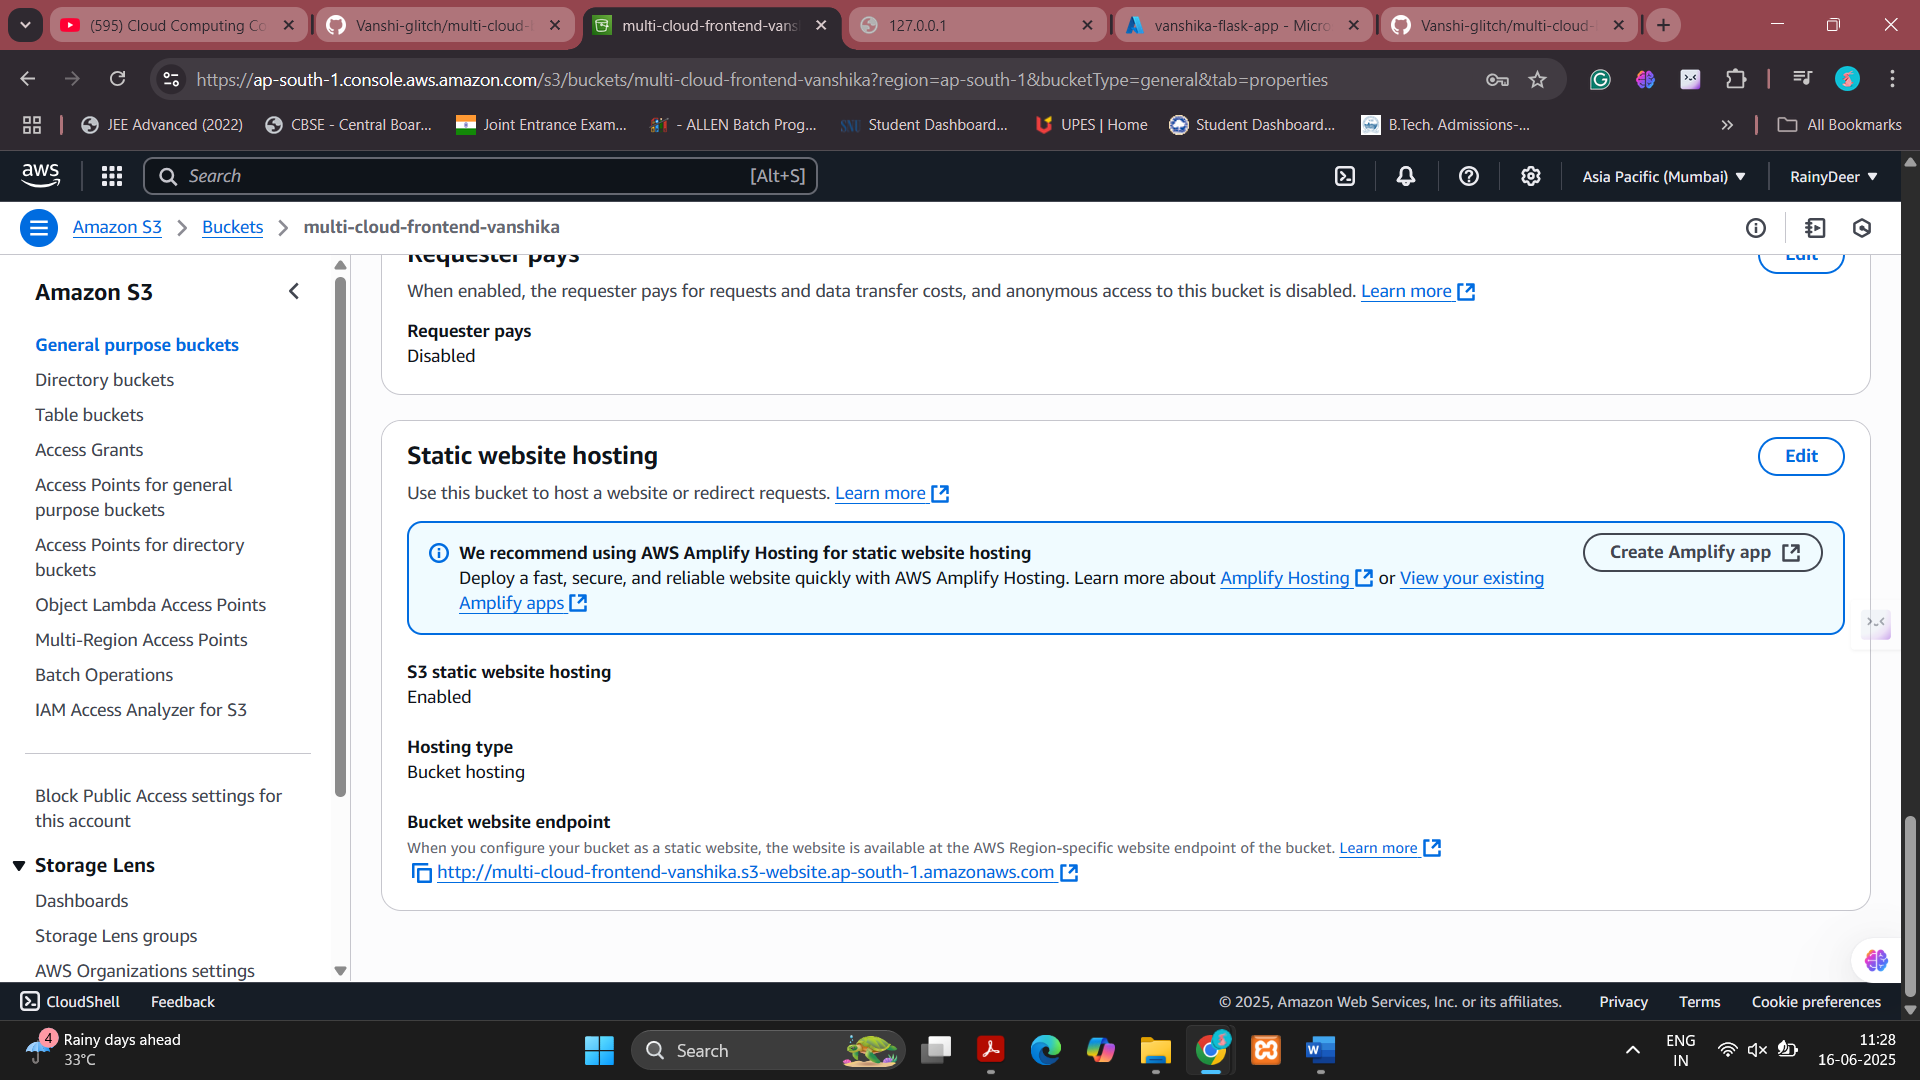 (595) Cloud Computing Co
Vanshi-glitch/multi-cloud-
multi-cloud-frontend-vansh
127.0.0.1
vanshika-flask-app - Micro
Vanshi-glitch/multi-cloud-
https://ap-south-1.console.aws.amazon.com/s3/buckets/multi-cloud-frontend-vanshika?region=ap-south-1&bucketType=general&tab=properties
JEE Advanced (2022)
CBSE - Central Boar...
Joint Entrance Exam...
- ALLEN Batch Prog...
SNU
Student Dashboard...
UPES | Home
Student Dashboard...
B.Tech. Admissions-...
All Bookmarks
aws
Search
[Alt+S]
Asia Pacific (Mumbai)
RainyDeer
Amazon S3
Buckets
multi-cloud-frontend-vanshika
Amazon S3
General purpose buckets
Directory buckets
Table buckets
Access Grants
Access Points for general
purpose buckets
Access Points for directory
buckets
Object Lambda Access Points
Multi-Region Access Points
Batch Operations
IAM Access Analyzer for S3
Block Public Access settings for
this account
Storage Lens
Dashboards
Storage Lens groups
AWS Organizations settings
Requester pays
Edit
When enabled, the requester pays for requests and data transfer costs, and anonymous access to this bucket is disabled. Learn more
Requester pays
Disabled
Static website hosting
Edit
Use this bucket to host a website or redirect requests. Learn more
We recommend using AWS Amplify Hosting for static website hosting
Deploy a fast, secure, and reliable website quickly with AWS Amplify Hosting. Learn more about Amplify Hosting or View your existing
Amplify apps
Create Amplify app
S3 static website hosting
Enabled
Hosting type
Bucket hosting
Bucket website endpoint
When you configure your bucket as a static website, the website is available at the AWS Region-specific website endpoint of the bucket. Learn more
http://multi-cloud-frontend-vanshika.s3-website.ap-south-1.amazonaws.com
CloudShell
Feedback
© 2025, Amazon Web Services, Inc. or its affiliates.
Privacy
Terms
Cookie preferences
4
Rainy days ahead
33°C
Search
ENG
IN
11:28
16-06-2025